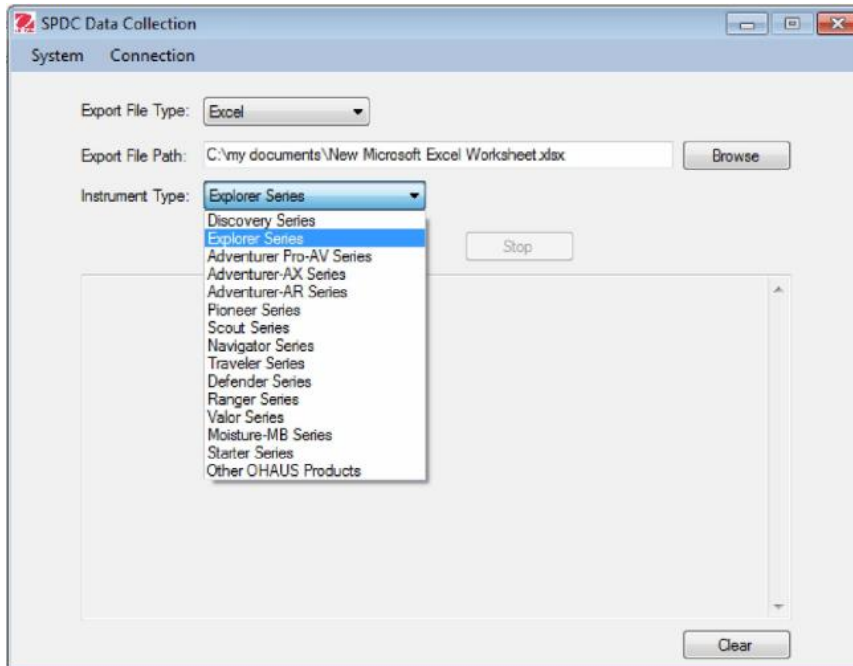 SPDC Data Collection
System Connection
Export File Type: Excel
Export File Path: C:\my documents\New Microsoft Excel Worksheet.xlsx Browse
Instrument Type: Explorer Series
Discovery Series
Explorer Series
Stop
Adventurer Pro-AV Series
Adventurer-AX Series
Adventurer-AR Series
Pioneer Series
Scout Series
Navigator Series
Traveler Series
Defender Series
Ranger Series
Valor Series
Moisture-MB Series
Starter Series
Other OHAUS Products
Clear